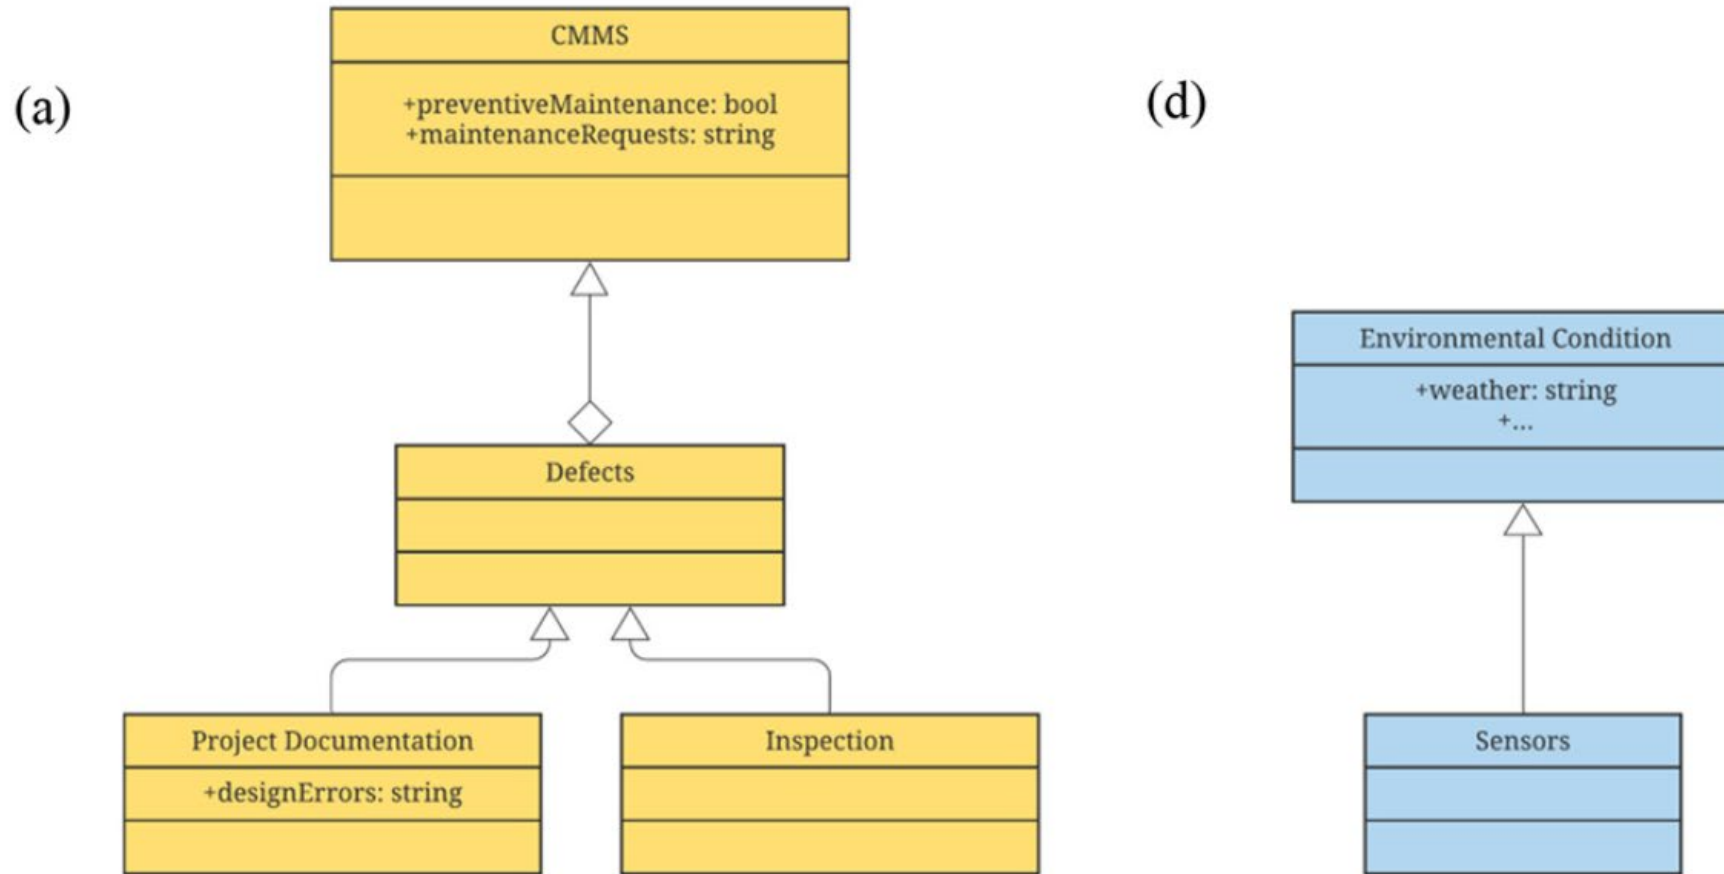 (a)
CMMS
+preventiveMaintenance: bool
+maintenanceRequests: string
Defects
Project Documentation
+designErrors: string
Inspection
(d)
Environmental Condition
+weather: string
+...
Sensors